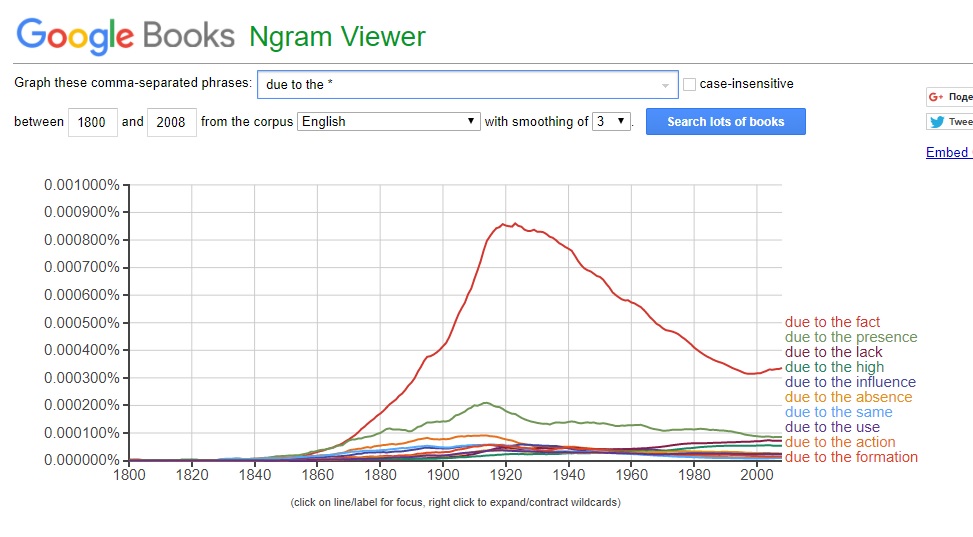 Google Books Ngram Viewer
Graph these comma-separated phrases: due to the * case-insensitive
between 1800 and 2008 from the corpus English with smoothing of 3 . Search lots of books
G+ Поде
Twee
Embed
0.001000%
0.000900%
0.000800%
0.000700%
0.000600%
0.000500%
0.000400%
0.000300%
0.000200%
0.000100%
0.000%
1800 1820 1840 1860 1880 1900 1920 1940 1960 1980 2000
due to the fact
due to the presence
due to the lack
due to the high
due to the influence
due to the absence
due to the same
due to the use
due to the action
due to the formation
(click on line/label for focus, right click to expand/contract wildcards)